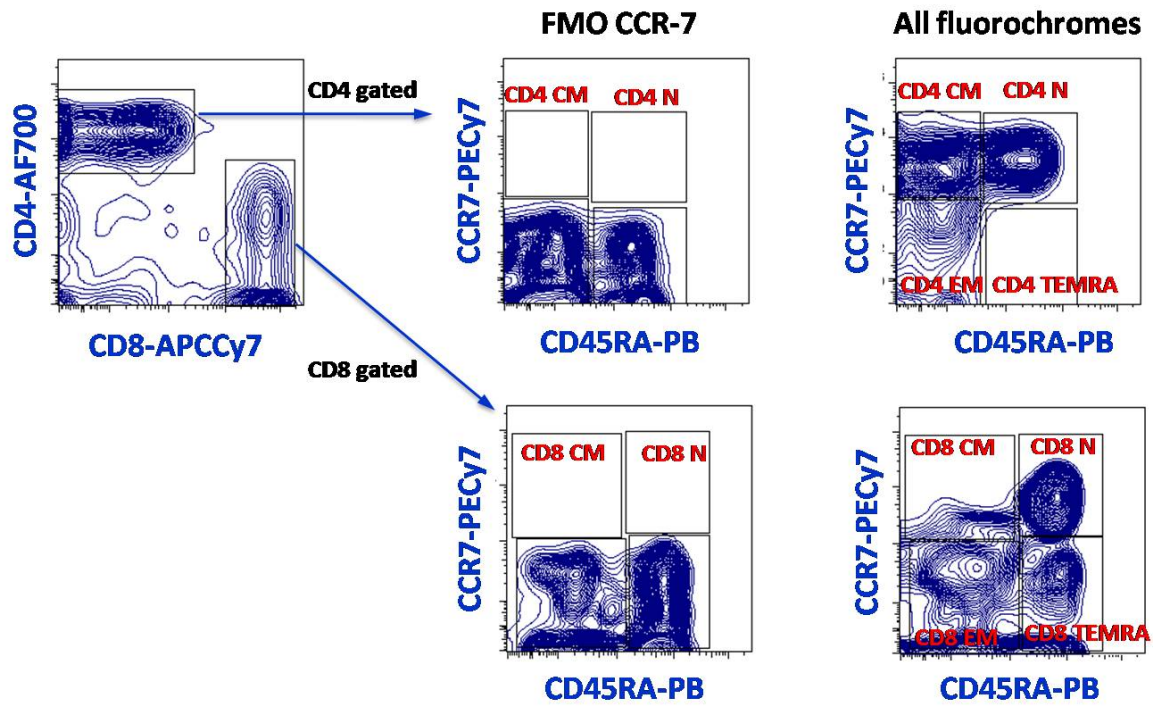 FMO CCR-7
All fluorochromes
CD4-AF700
CD8-APCCy7
CD4 gated
CCR7-PECy7
CD4 CM
CD4 N
CD45RA-PB
CCR7-PECy7
CD4 CM
CD4 N
CD4 EM
CD4 TEMRA
CD45RA-PB
CD8 gated
CCR7-PECy7
CD8 CM
CD8 N
CD45RA-PB
CCR7-PECy7
CD8 CM
CD8 N
CD8 EM
CD8 TEMRA
CD45RA-PB